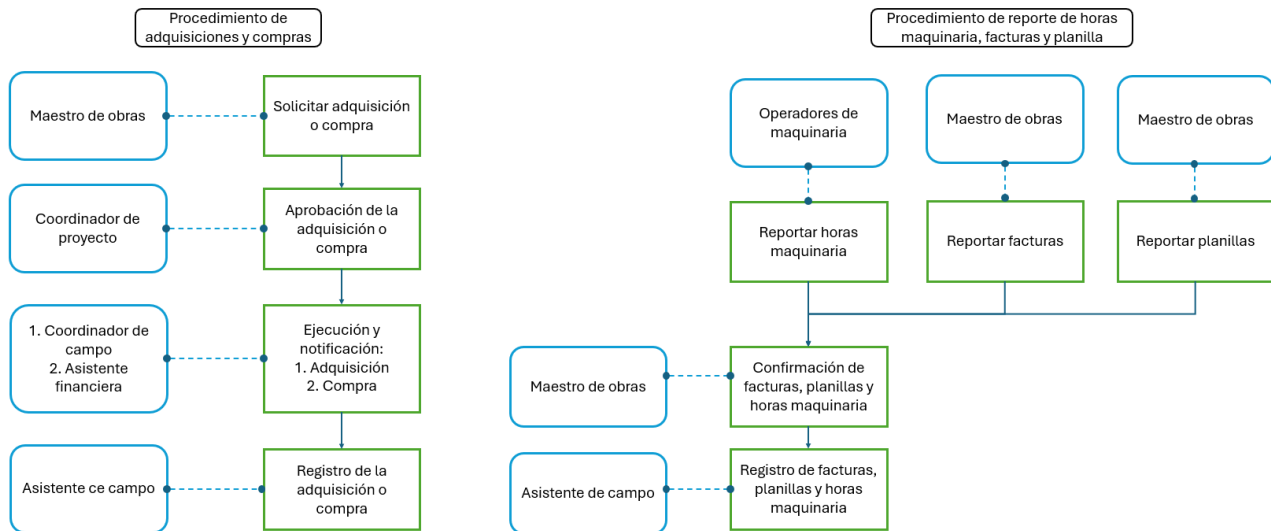 Procedimiento de
adquisiciones y compras
Maestro de obras
Solicitar adquisición
o compra
Coordinador de
proyecto
Aprobación de la
adquisición o
compra
1. Coordinador de
campo
2. Asistente
financiera
Ejecución y
notificación:
1. Adquisición
2. Compra
Asistente ce campo
Registro de la
adquisición o
compra
Procedimiento de reporte de horas
maquinaria, facturas y planilla
Operadores de
maquinaria
Maestro de obras
Maestro de obras
Reportar horas
maquinaria
Reportar facturas
Reportar planillas
Maestro de obras
Confirmación de
facturas, planillas y
horas maquinaria
Asistente de campo
Registro de facturas,
planillas y horas
maquinaria